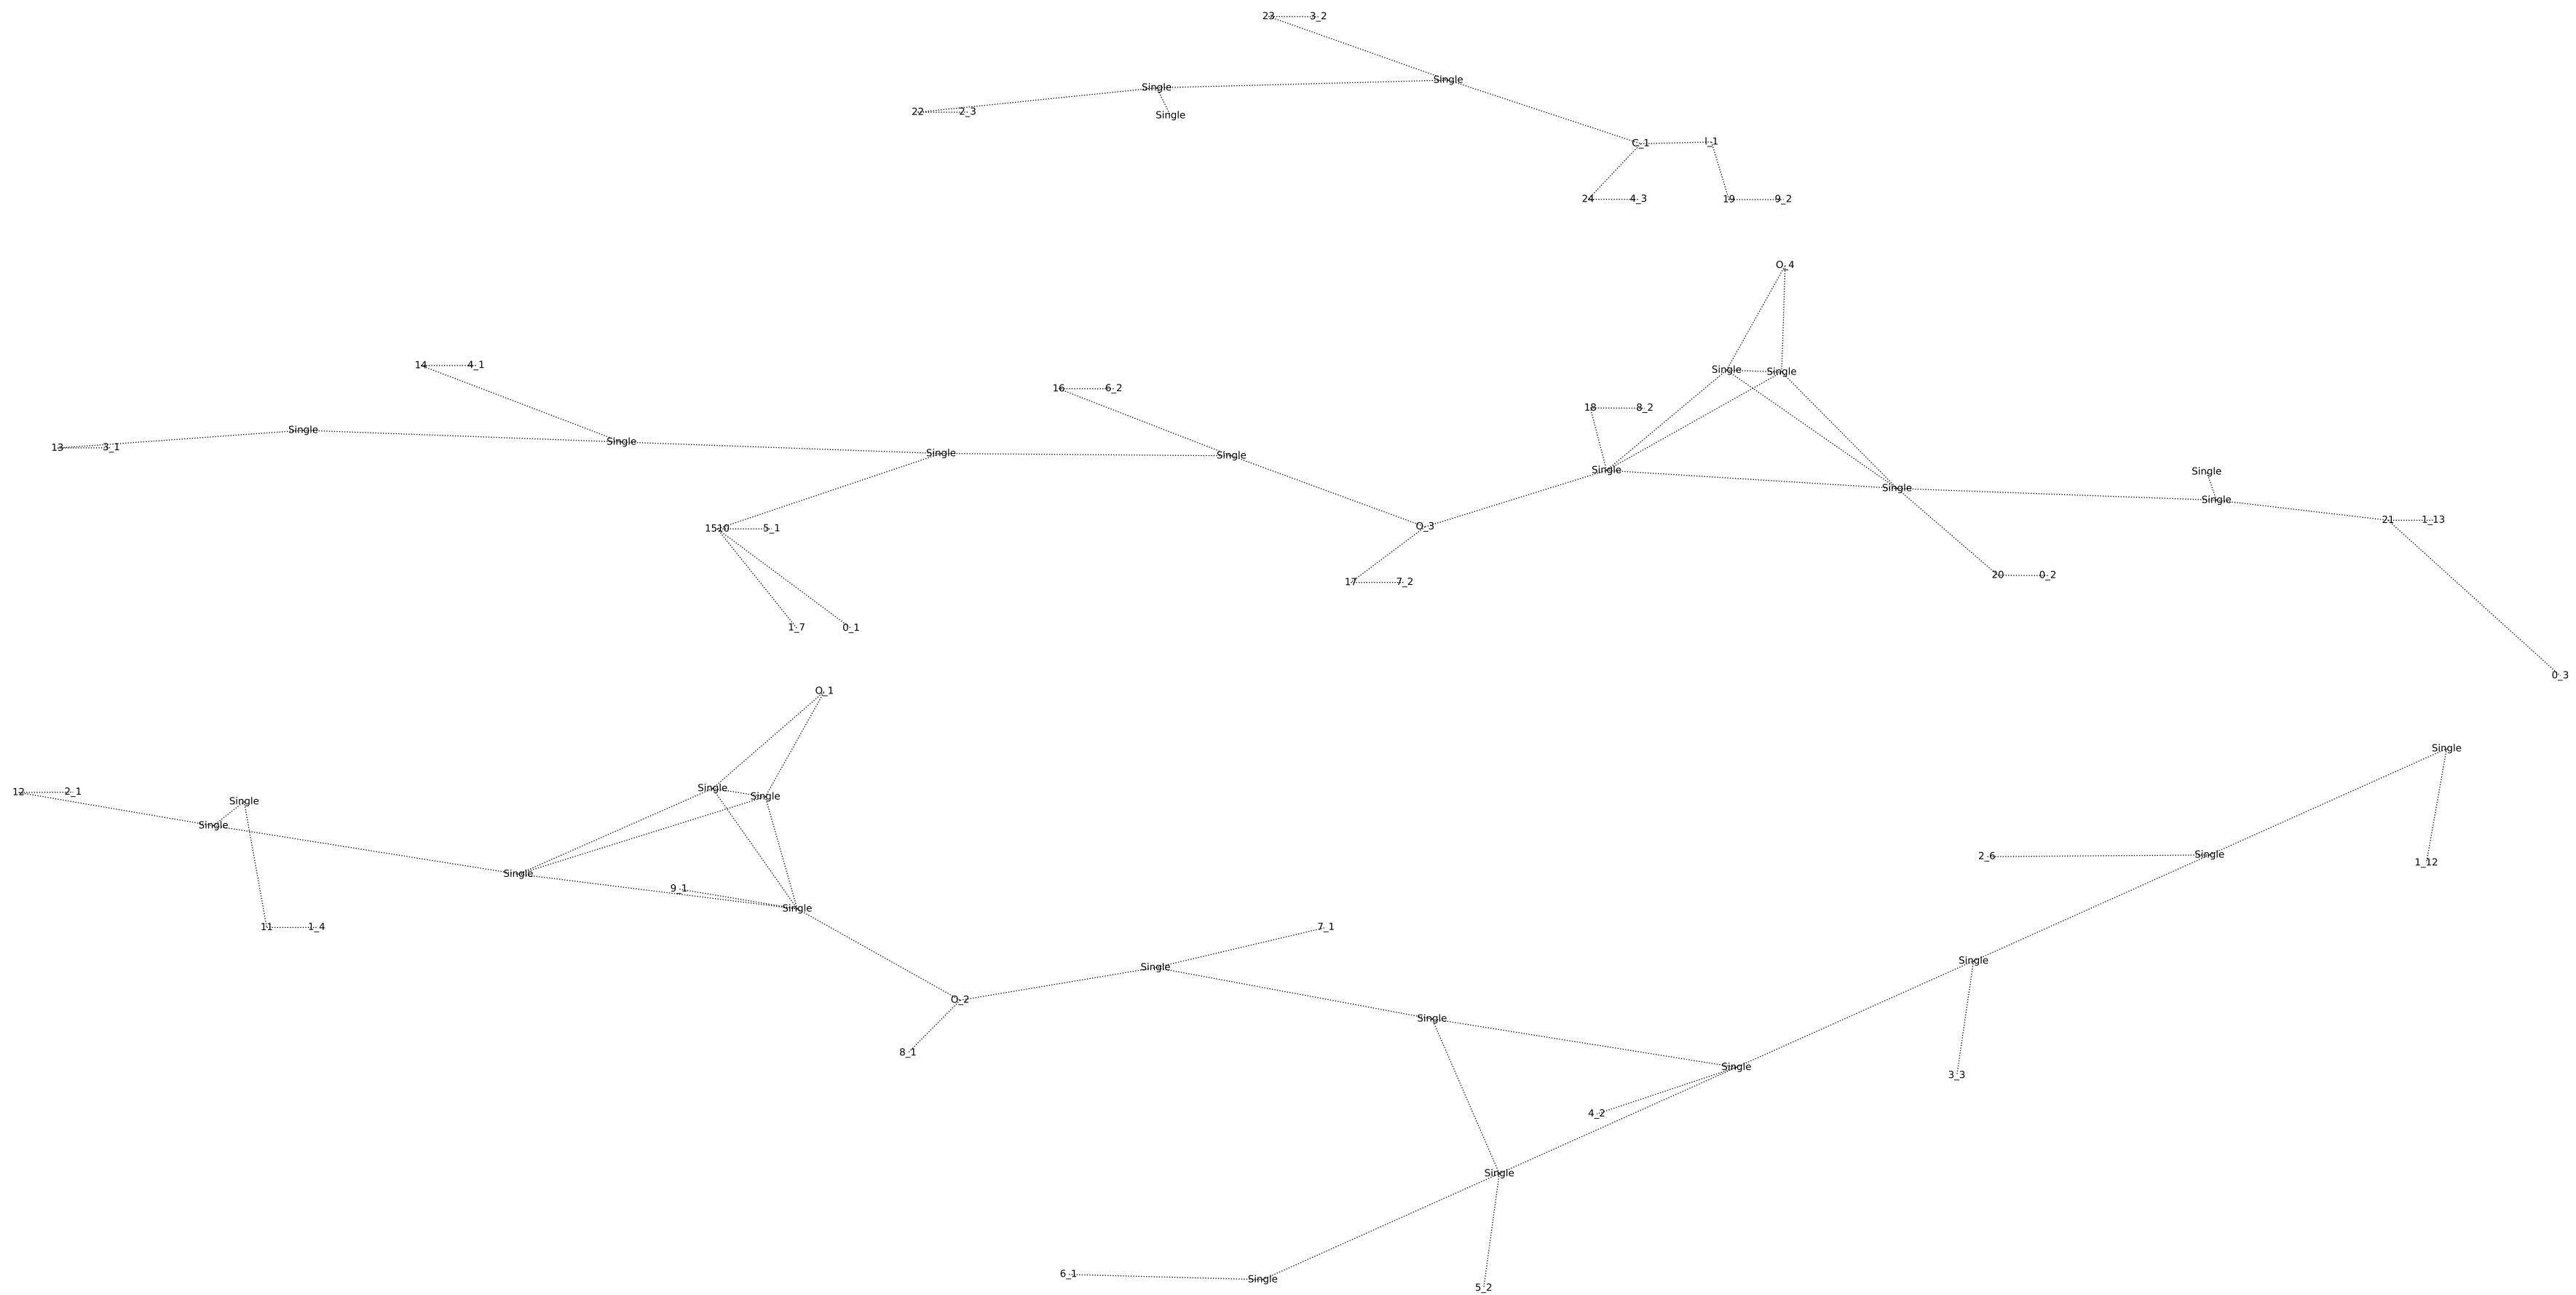 23 3_2
Single
Single
22 2_3
Single
C_1 I_1
24 4_3 19 9_2
O_4
14 4_1
Single Single
16 6_2
18 8_2
Single
Single
13 3_1
Single
Single
Single
Single
Single
Single
21 1_13
O_3
1510 5_1
20 0_2
17 7_2
1_7 0_1
0_3
O_1
Single
Single
12 2_1
Single
Single
Single
Single
2_6
1_12
Single
9_1
Single
11 1_4
7_1
Single
Single
O_2
Single
8_1
Single
3_3
4_2
Single
6_1
Single
5_2